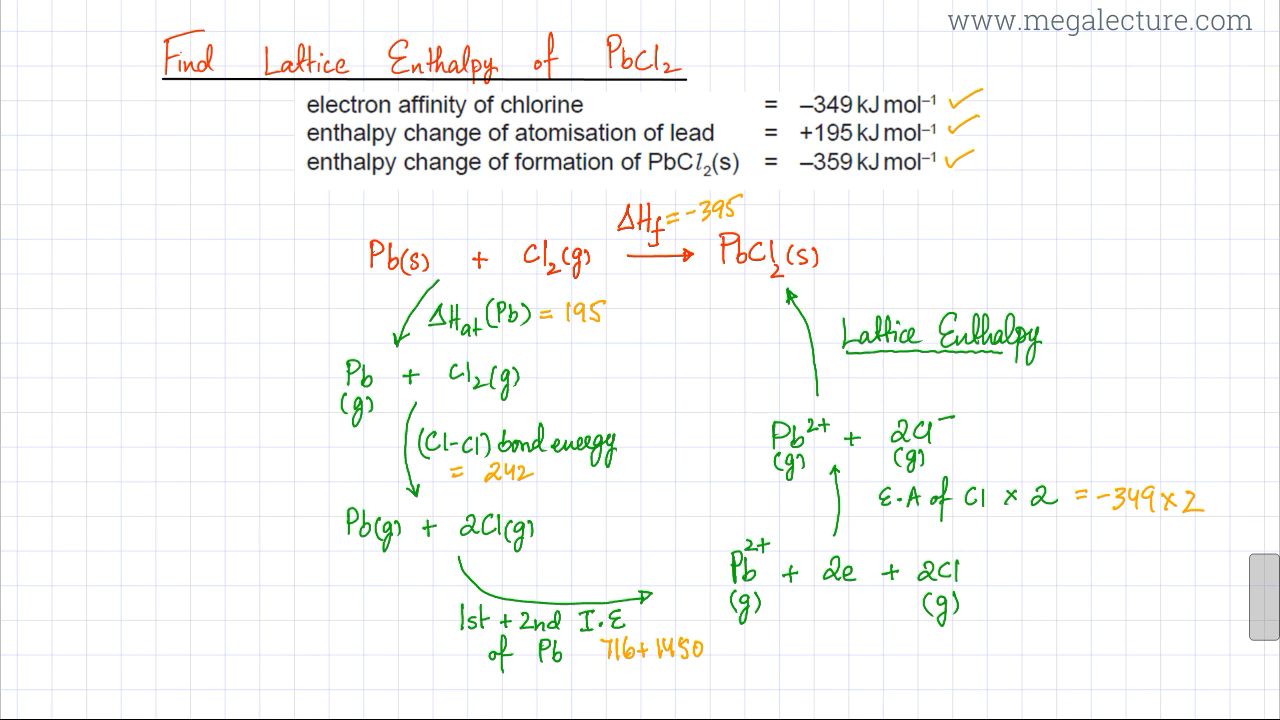 www.megalecture.com
Find Lattice Enthalpy of PbCl2
electron affinity of chlorine = –349 kJ mol⁻¹ ✓
enthalpy change of atomisation of lead = +195 kJ mol⁻¹ ✓
enthalpy change of formation of PbCl₂(s) = –359 kJ mol⁻¹ ✓
ΔHf = -395
Pb(s) + Cl₂(g) → PbCl₂(s)
ΔHat (Pb) = 195
Lattice Enthalpy
Pb + Cl₂(g)
(g)
(Cl-Cl) bond energy
= 242
Pb²⁺ + 2Cl⁻
(g) (g)
E.A of Cl × 2 = -349 × 2
Pb(g) + 2Cl(g)
Pb²⁺ + 2e + 2Cl
(g) (g)
1st + 2nd I.E
of Pb 716+1450